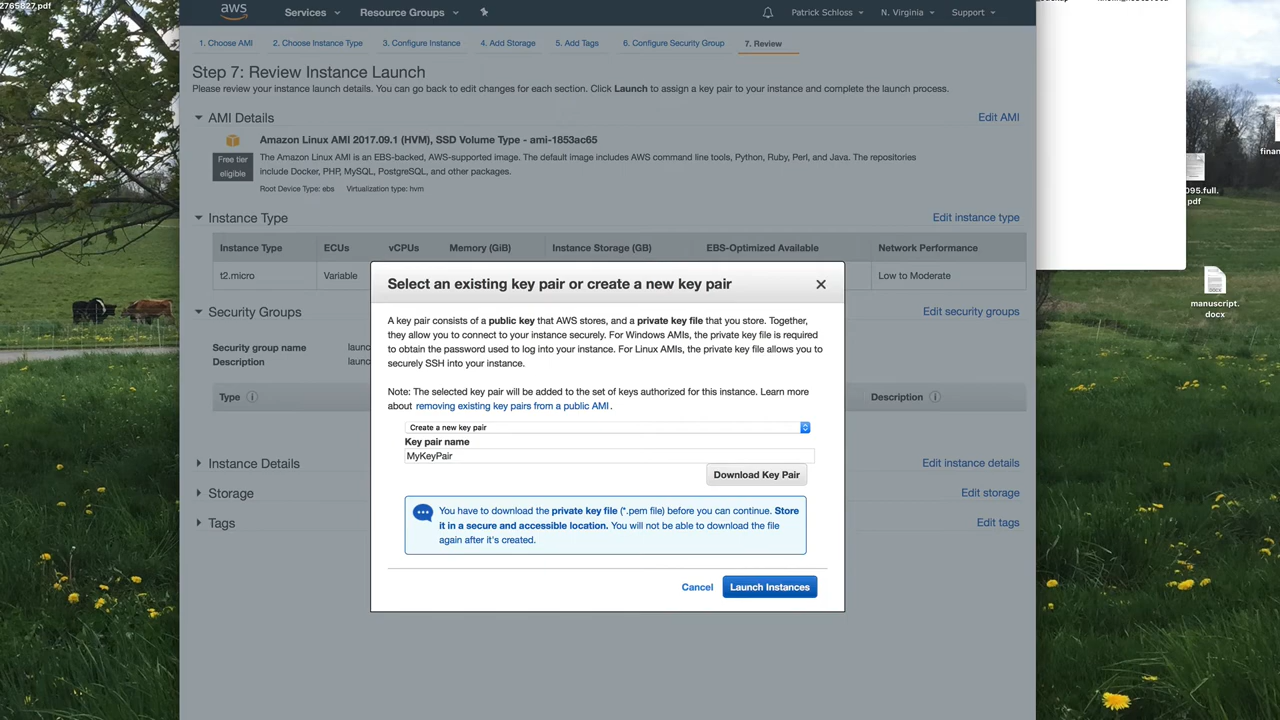 2765827.pdf
aws Services Resource Groups Patrick Schloss N. Virginia Support
1. Choose AMI 2. Choose Instance Type 3. Configure Instance 4. Add Storage 5. Add Tags 6. Configure Security Group 7. Review
Step 7: Review Instance Launch
Please review your instance launch details. You can go back to edit changes for each section. Click Launch to assign a key pair to your instance and complete the launch process.
AMI Details Edit AMI
Amazon Linux AMI 2017.09.1 (HVM), SSD Volume Type - ami-1853ac65
Free tier
eligible
The Amazon Linux AMI is an EBS-backed, AWS-supported image. The default image includes AWS command line tools, Python, Ruby, Perl, and Java. The repositories
include Docker, PHP, MySQL, PostgreSQL, and other packages.
Root Device Type: ebs Virtualization type: hvm
Instance Type Edit instance type
Instance Type ECUs vCPUs Memory (GiB) Instance Storage (GB) EBS-Optimized Available Network Performance
t2.micro Variable Low to Moderate
Security Groups Edit security groups
Security group name launc
Description launc
Type Description
Instance Details Edit instance details
Storage Edit storage
Tags Edit tags
Select an existing key pair or create a new key pair
A key pair consists of a public key that AWS stores, and a private key file that you store. Together,
they allow you to connect to your instance securely. For Windows AMIs, the private key file is required
to obtain the password used to log into your instance. For Linux AMIs, the private key file allows you to
securely SSH into your instance.
Note: The selected key pair will be added to the set of keys authorized for this instance. Learn more
about removing existing key pairs from a public AMI.
Create a new key pair
Key pair name
MyKeyPair
Download Key Pair
You have to download the private key file (*.pem file) before you can continue. Store
it in a secure and accessible location. You will not be able to download the file
again after it's created.
Cancel Launch Instances
finan
095.full.
pdf
manuscript.
docx